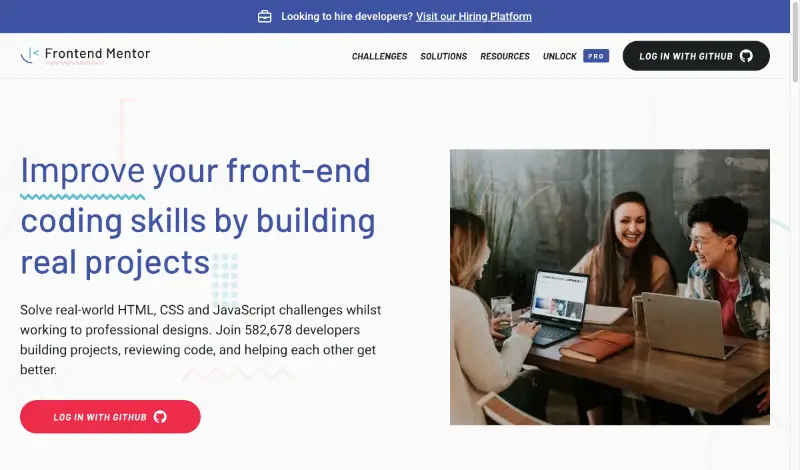 Looking to hire developers? Visit our Hiring Platform
Frontend Mentor
CHALLENGES SOLUTIONS RESOURCES UNLOCK PRO LOG IN WITH GITHUB
Improve your front-end
coding skills by building
real projects
Solve real-world HTML, CSS and JavaScript challenges whilst
working to professional designs. Join 582,678 developers
building projects, reviewing code, and helping each other get
better.
LOG IN WITH GITHUB